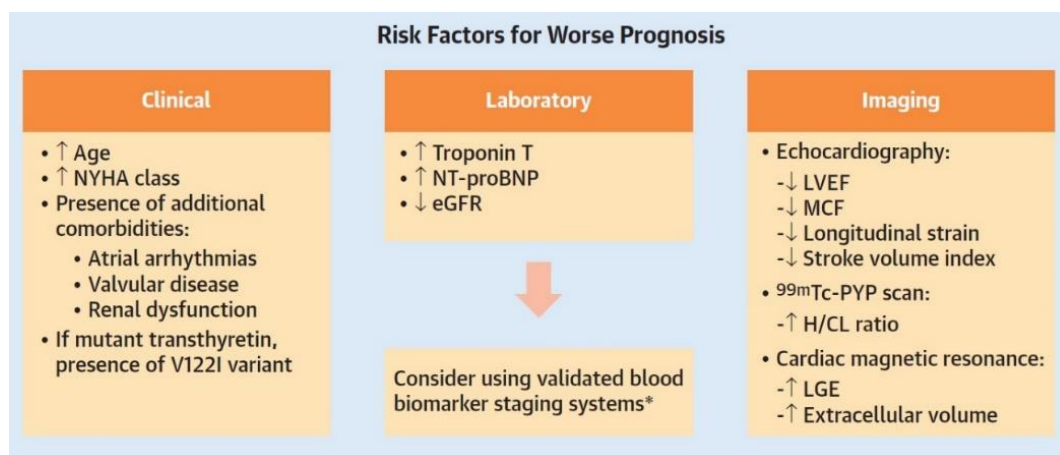 Risk Factors for Worse Prognosis
Clinical
• ↑ Age
• ↑ NYHA class
• Presence of additional
comorbidities:
• Atrial arrhythmias
• Valvular disease
• Renal dysfunction
• If mutant transthyretin,
presence of V122I variant
Laboratory
• ↑ Troponin T
• ↑ NT-proBNP
• ↓ eGFR
Consider using validated blood
biomarker staging systems*
Imaging
• Echocardiography:
-↓ LVEF
-↓ MCF
-↓ Longitudinal strain
-↓ Stroke volume index
• ⁹⁹ᵐTc-PYP scan:
-↑ H/CL ratio
• Cardiac magnetic resonance:
-↑ LGE
-↑ Extracellular volume